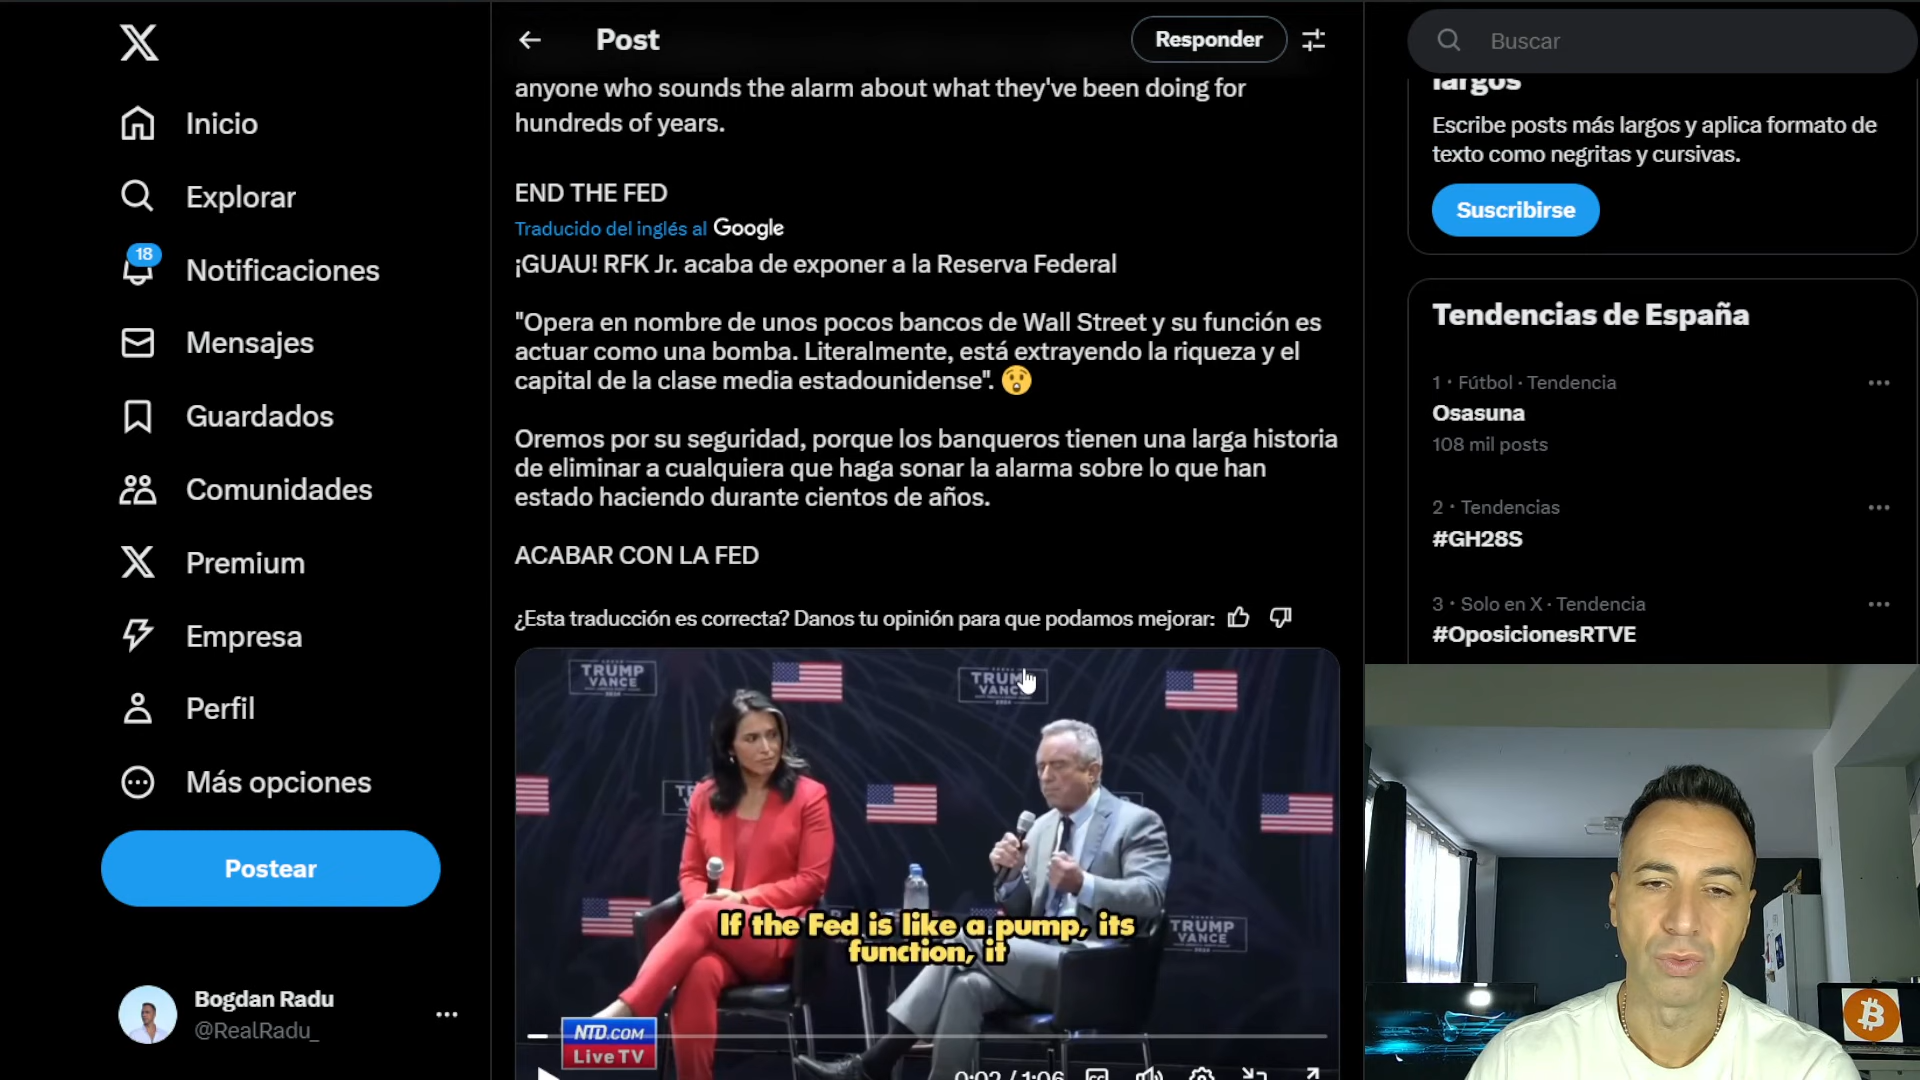 Inicio
Explorar
18
Notificaciones
Mensajes
Guardados
Comunidades
Premium
Empresa
Perfil
Más opciones
Postear
Bogdan Radu
@RealRadu_
Post
Responder
anyone who sounds the alarm about what they've been doing for
hundreds of years.
END THE FED
Traducido del inglés al Google
¡GUAU! RFK Jr. acaba de exponer a la Reserva Federal
"Opera en nombre de unos pocos bancos de Wall Street y su función es
actuar como una bomba. Literalmente, está extrayendo la riqueza y el
capital de la clase media estadounidense". 😲
Oremos por su seguridad, porque los banqueros tienen una larga historia
de eliminar a cualquiera que haga sonar la alarma sobre lo que han
estado haciendo durante cientos de años.
ACABAR CON LA FED
¿Esta traducción es correcta? Danos tu opinión para que podamos mejorar:
TRUMP
VANCE
TRUMP
VANCE
If the Fed is like a pump, its
function, it
TRUMP
VANCE
NTD.COM
Live TV
0:02 / 1:06
Buscar
largos
Escribe posts más largos y aplica formato de
texto como negritas y cursivas.
Suscribirse
Tendencias de España
1 · Fútbol · Tendencia
Osasuna
108 mil posts
2 · Tendencias
#GH28S
3 · Solo en X · Tendencia
#OposicionesRTVE